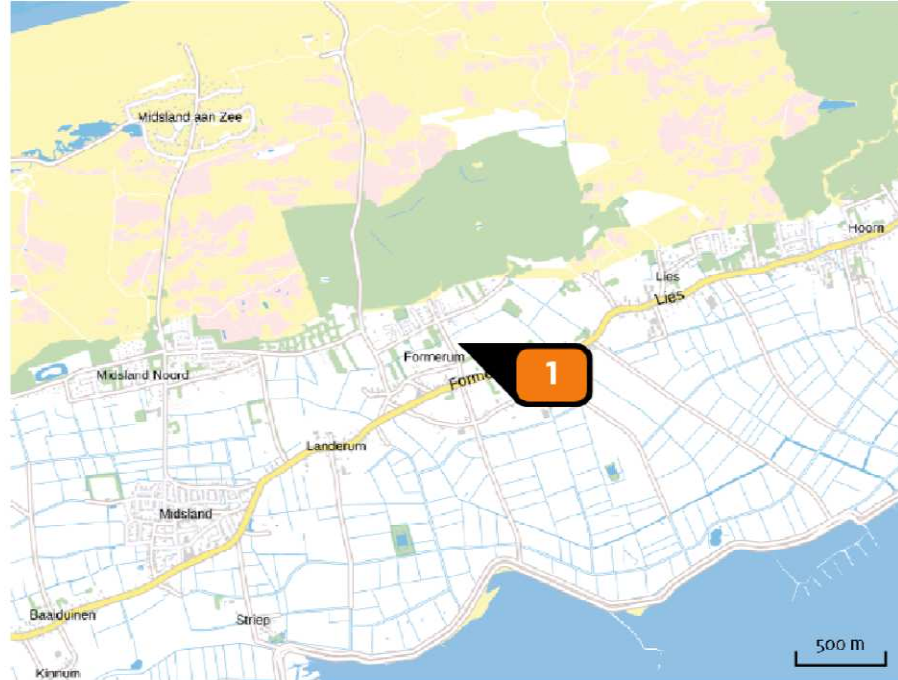 Midsland aan Zee
Hoorn
Lies
Lies
Formerum
Midsland Noord
1
Landerum
Midsland
Baaiduinen
Striep
500 m
Kinnum